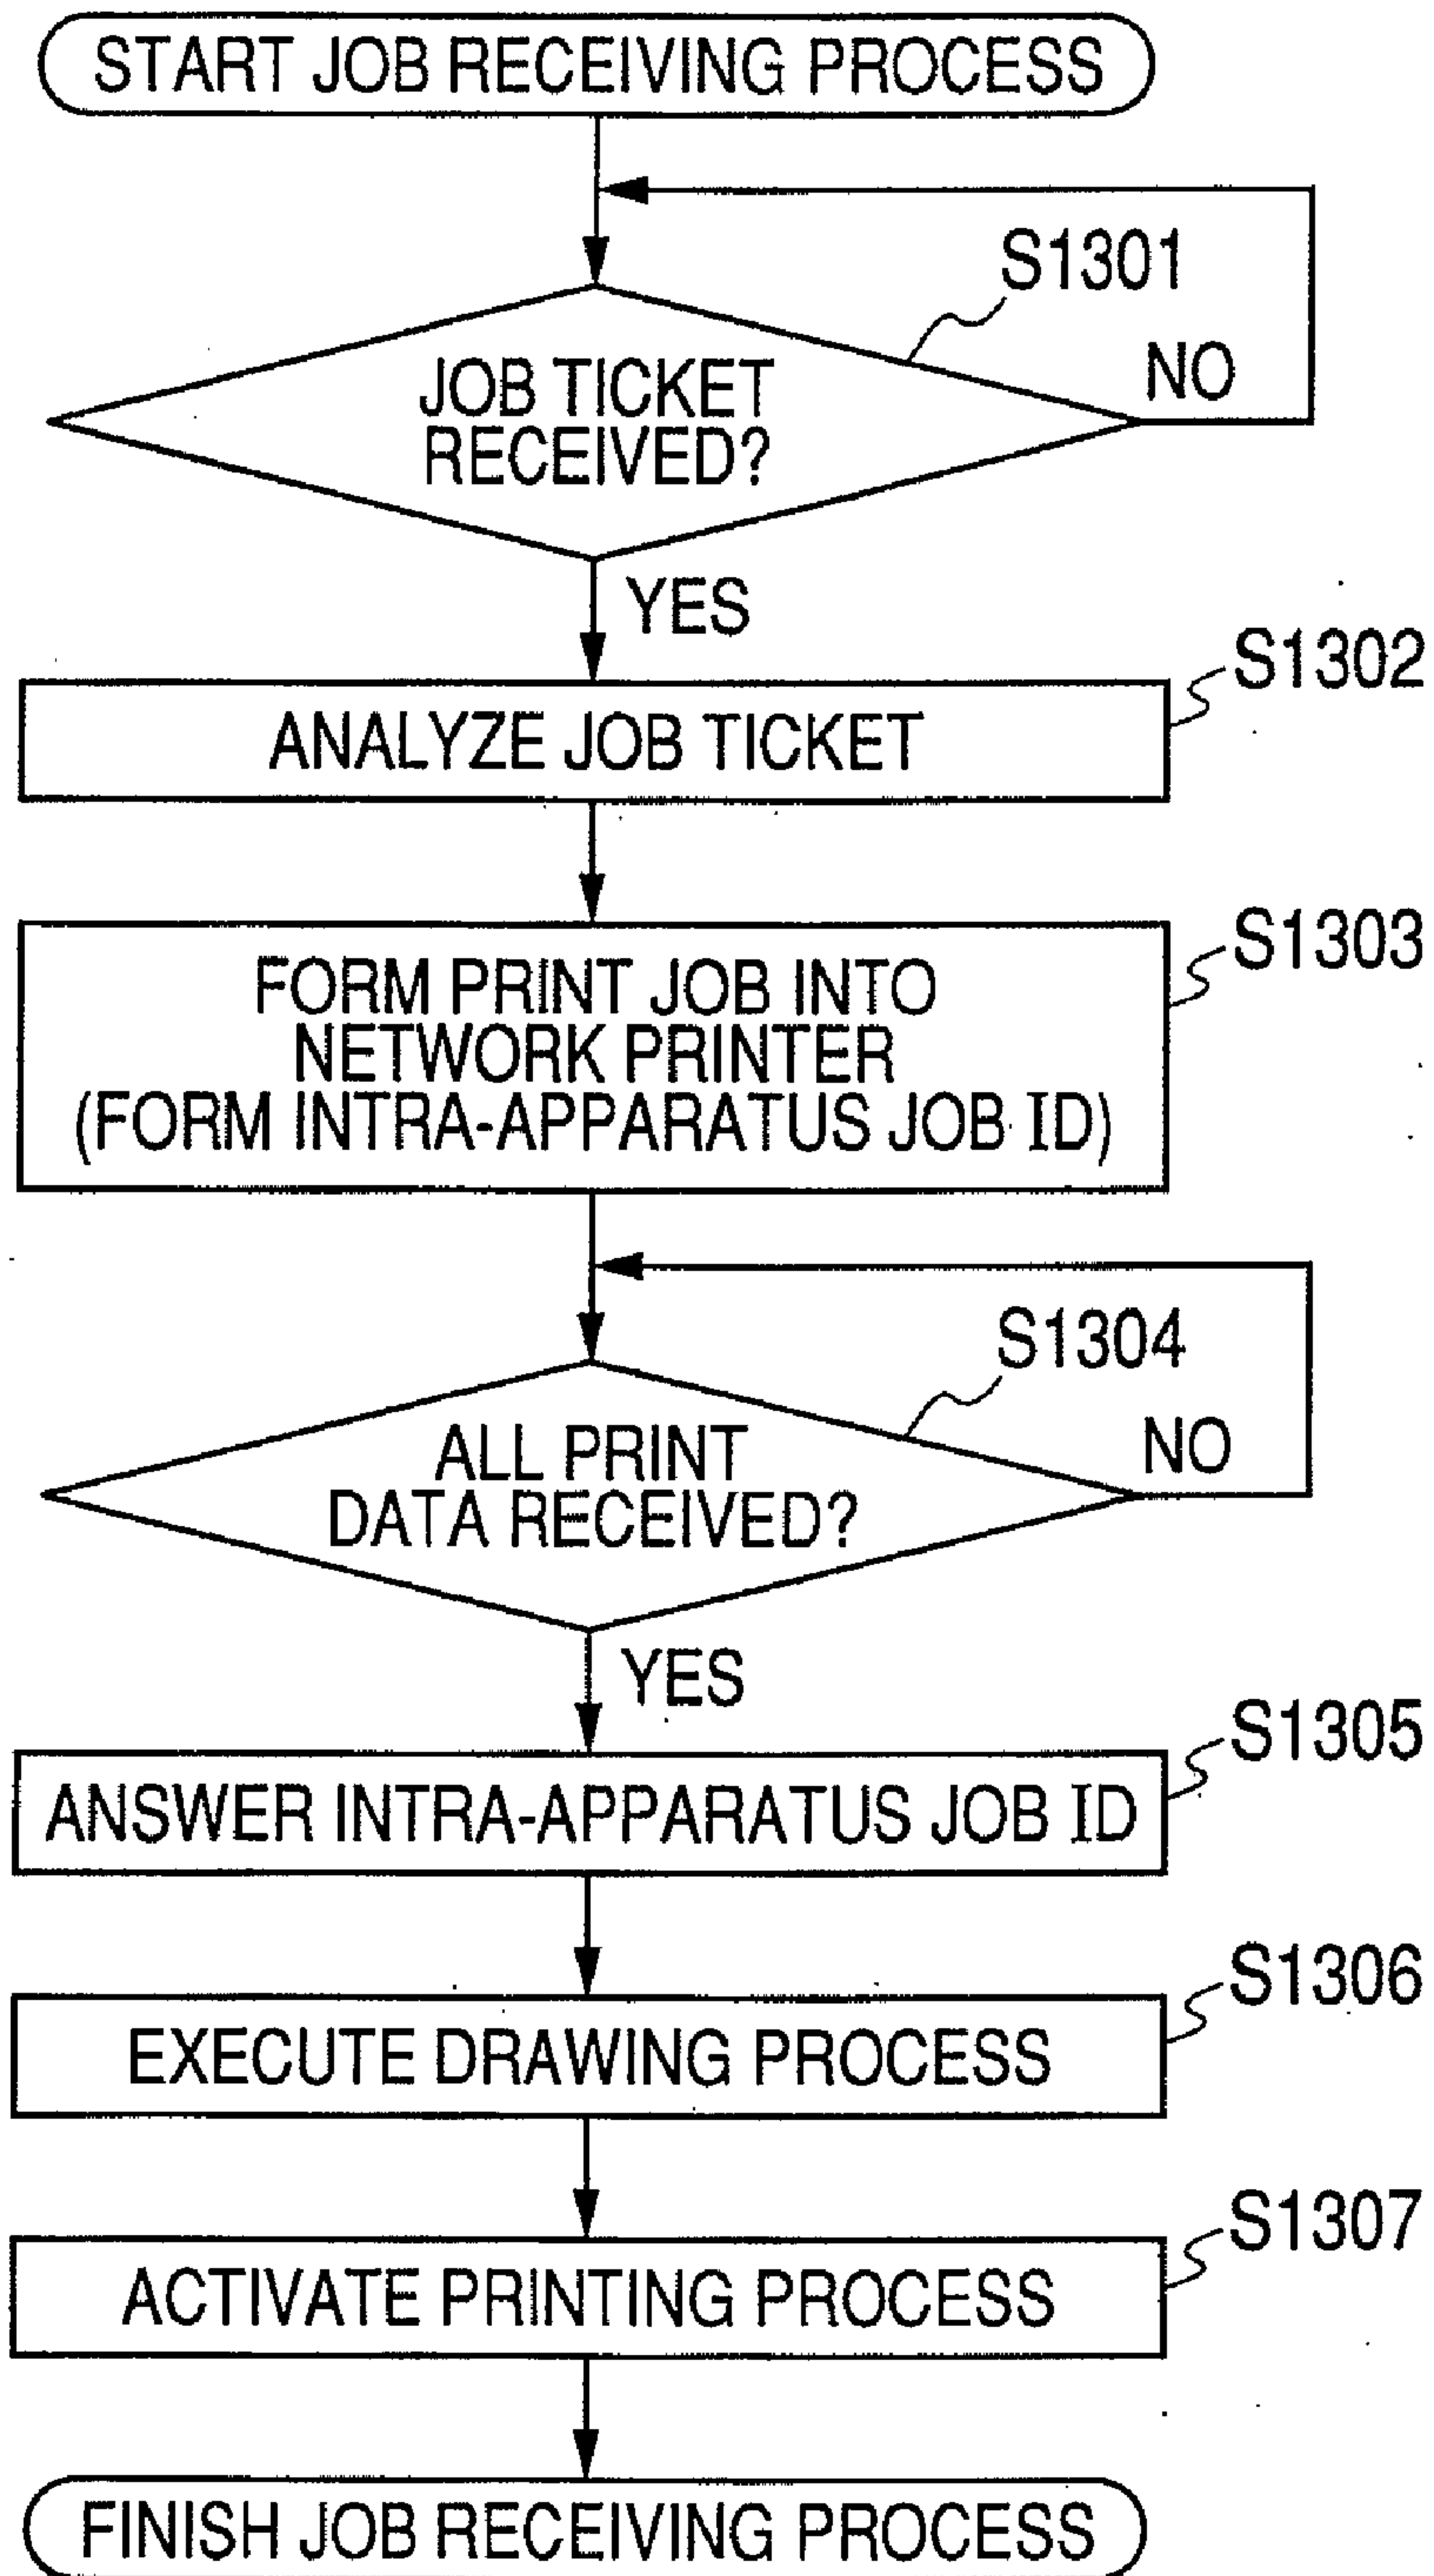 START JOB RECEIVING PROCESS
S1301
JOB TICKET
RECEIVED?
NO
YES
S1302
ANALYZE JOB TICKET
S1303
FORM PRINT JOB INTO
NETWORK PRINTER
(FORM INTRA-APPARATUS JOB ID)
S1304
ALL PRINT
DATA RECEIVED?
NO
YES
S1305
ANSWER INTRA-APPARATUS JOB ID
S1306
EXECUTE DRAWING PROCESS
S1307
ACTIVATE PRINTING PROCESS
FINISH JOB RECEIVING PROCESS